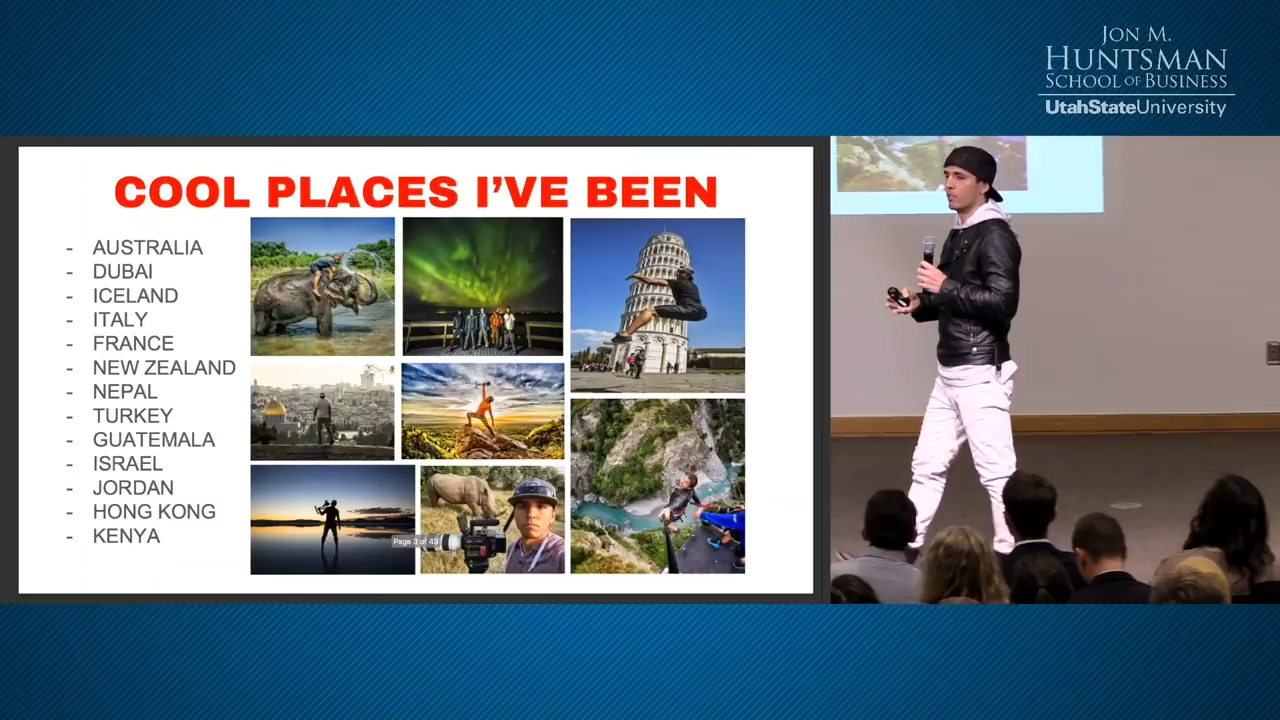 JON M.
HUNTSMAN
SCHOOL OF BUSINESS
UtahStateUniversity
COOL PLACES I'VE BEEN
- AUSTRALIA
- DUBAI
- ICELAND
- ITALY
- FRANCE
- NEW ZEALAND
- NEPAL
- TURKEY
- GUATEMALA
- ISRAEL
- JORDAN
- HONG KONG
- KENYA
Page 3 of 43